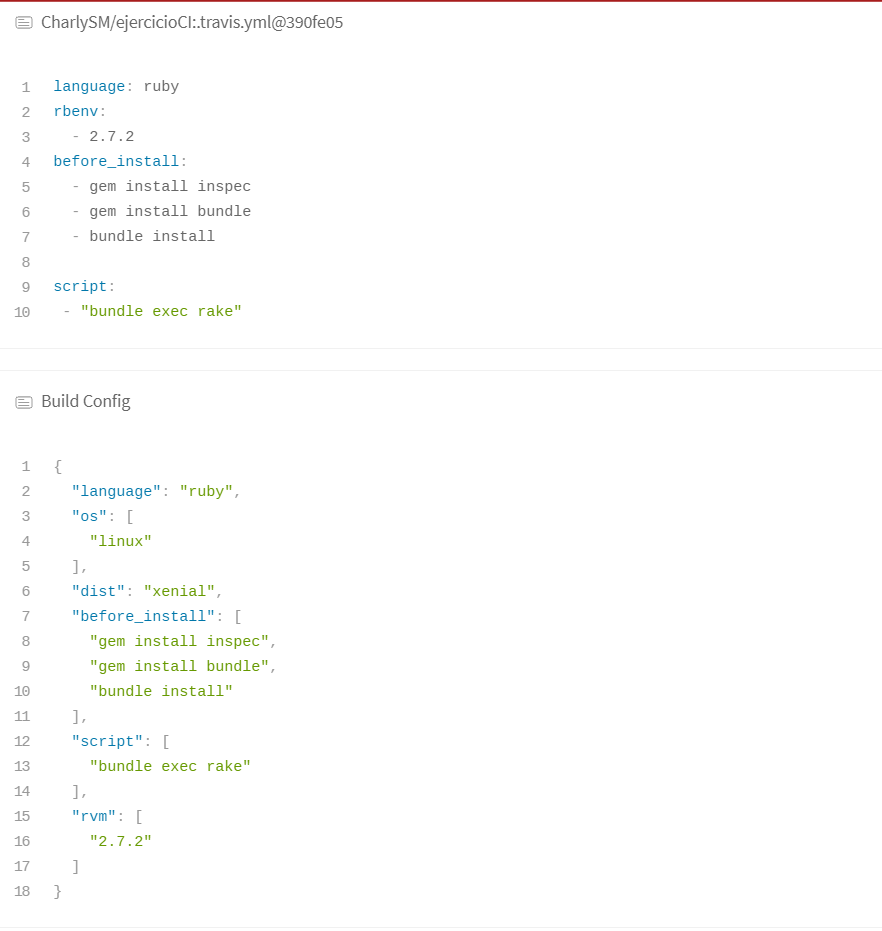 CharlySM/ejercicioCI:.travis.yml@390fe05
1 language: ruby
2 rbenv:
3   - 2.7.2
4 before_install:
5   - gem install inspec
6   - gem install bundle
7   - bundle install
8
9 script:
10  - "bundle exec rake"
Build Config
1 {
2   "language": "ruby",
3   "os": [
4     "linux"
5   ],
6   "dist": "xenial",
7   "before_install": [
8     "gem install inspec",
9     "gem install bundle",
10     "bundle install"
11   ],
12   "script": [
13     "bundle exec rake"
14   ],
15   "rvm": [
16     "2.7.2"
17   ]
18 }